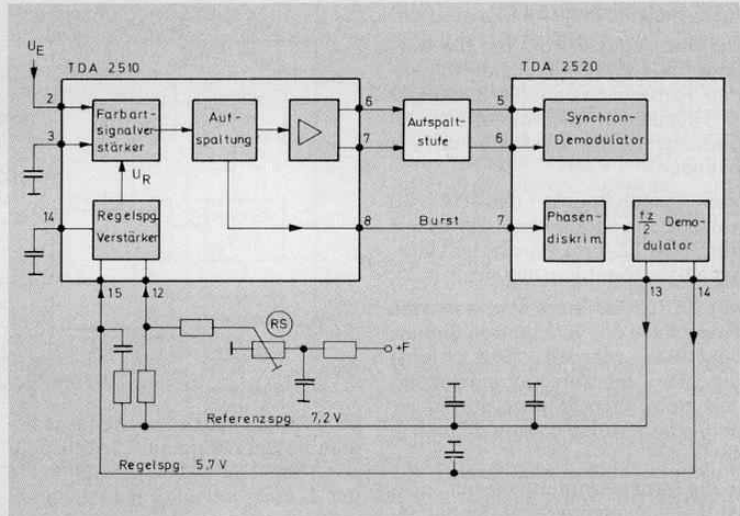 U_E
TDA 2510
TDA 2520
2
3
14
Farbart-
signalver
stärker
Auf-
spaltung
6
7
Aufspalt-
stufe
5
6
Synchron-
Demodulator
U_R
Regelspg.
Verstärker
8
Burst
7
Phasen-
diskrim.
fz/2 Demo-
dulator
15
12
13
14
RS
+F
Referenzspg. 7,2 V
Regelspg. 5,7 V